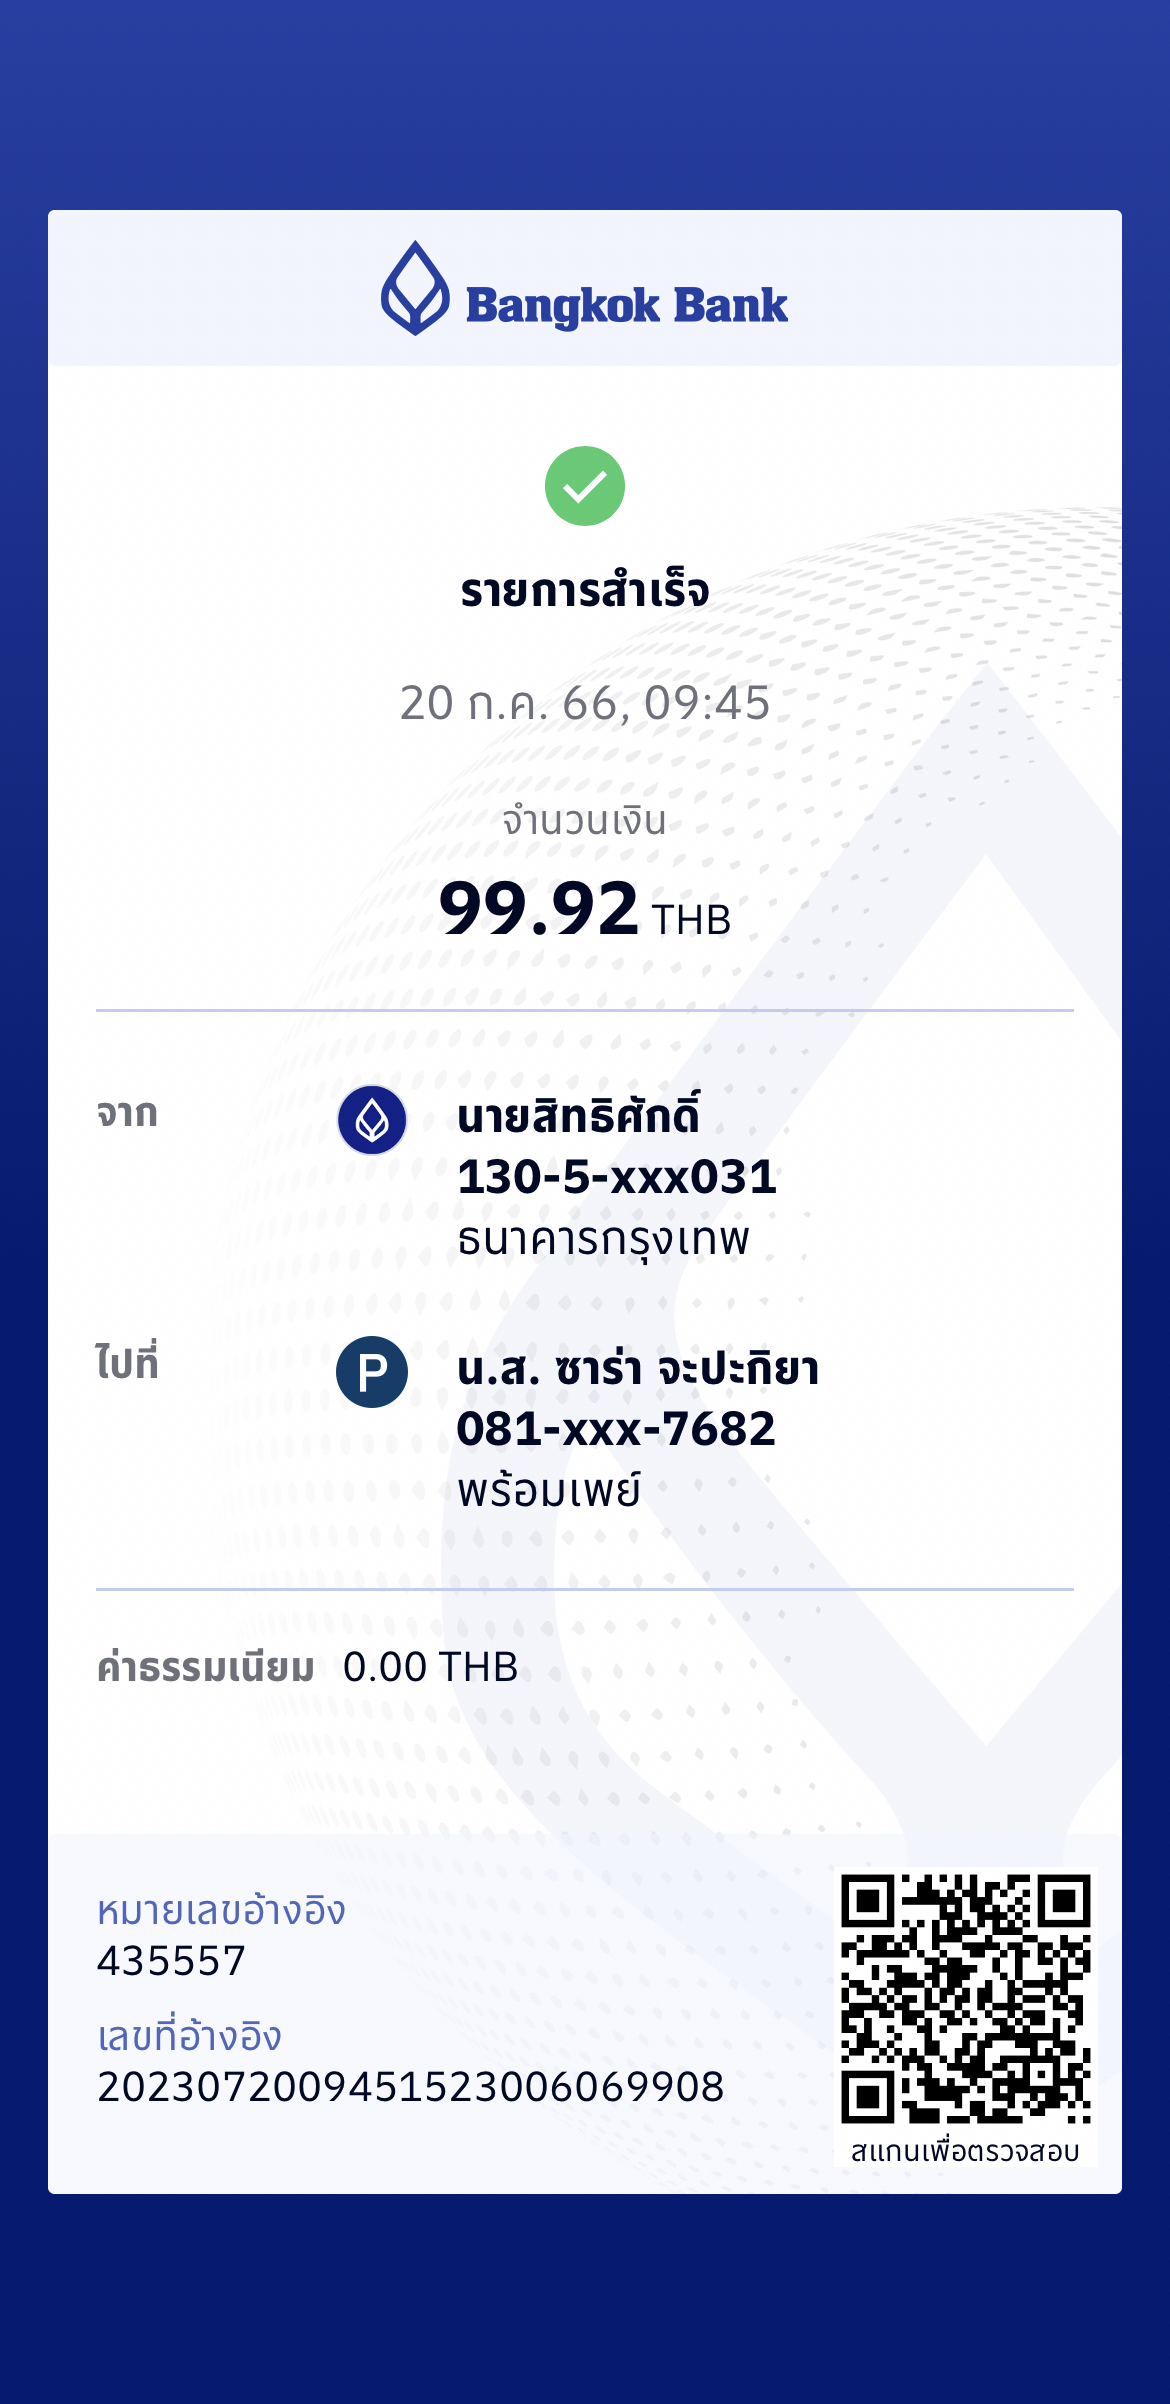 Bangkok Bank
รายการสำเร็จ
20 ก.ค. 66, 09:45
จำนวนเงิน
99.92 THB
จาก
นายสิทธิศักดิ์
130-5-xxx031
ธนาคารกรุงเทพ
ไปที่
P
น.ส. ซาร่า จะปะกิยา
081-xxx-7682
พร้อมเพย์
ค่าธรรมเนียม 0.00 THB
หมายเลขอ้างอิง
435557
เลขที่อ้างอิง
2023072009451523006069908
สแกนเพื่อตรวจสอบ